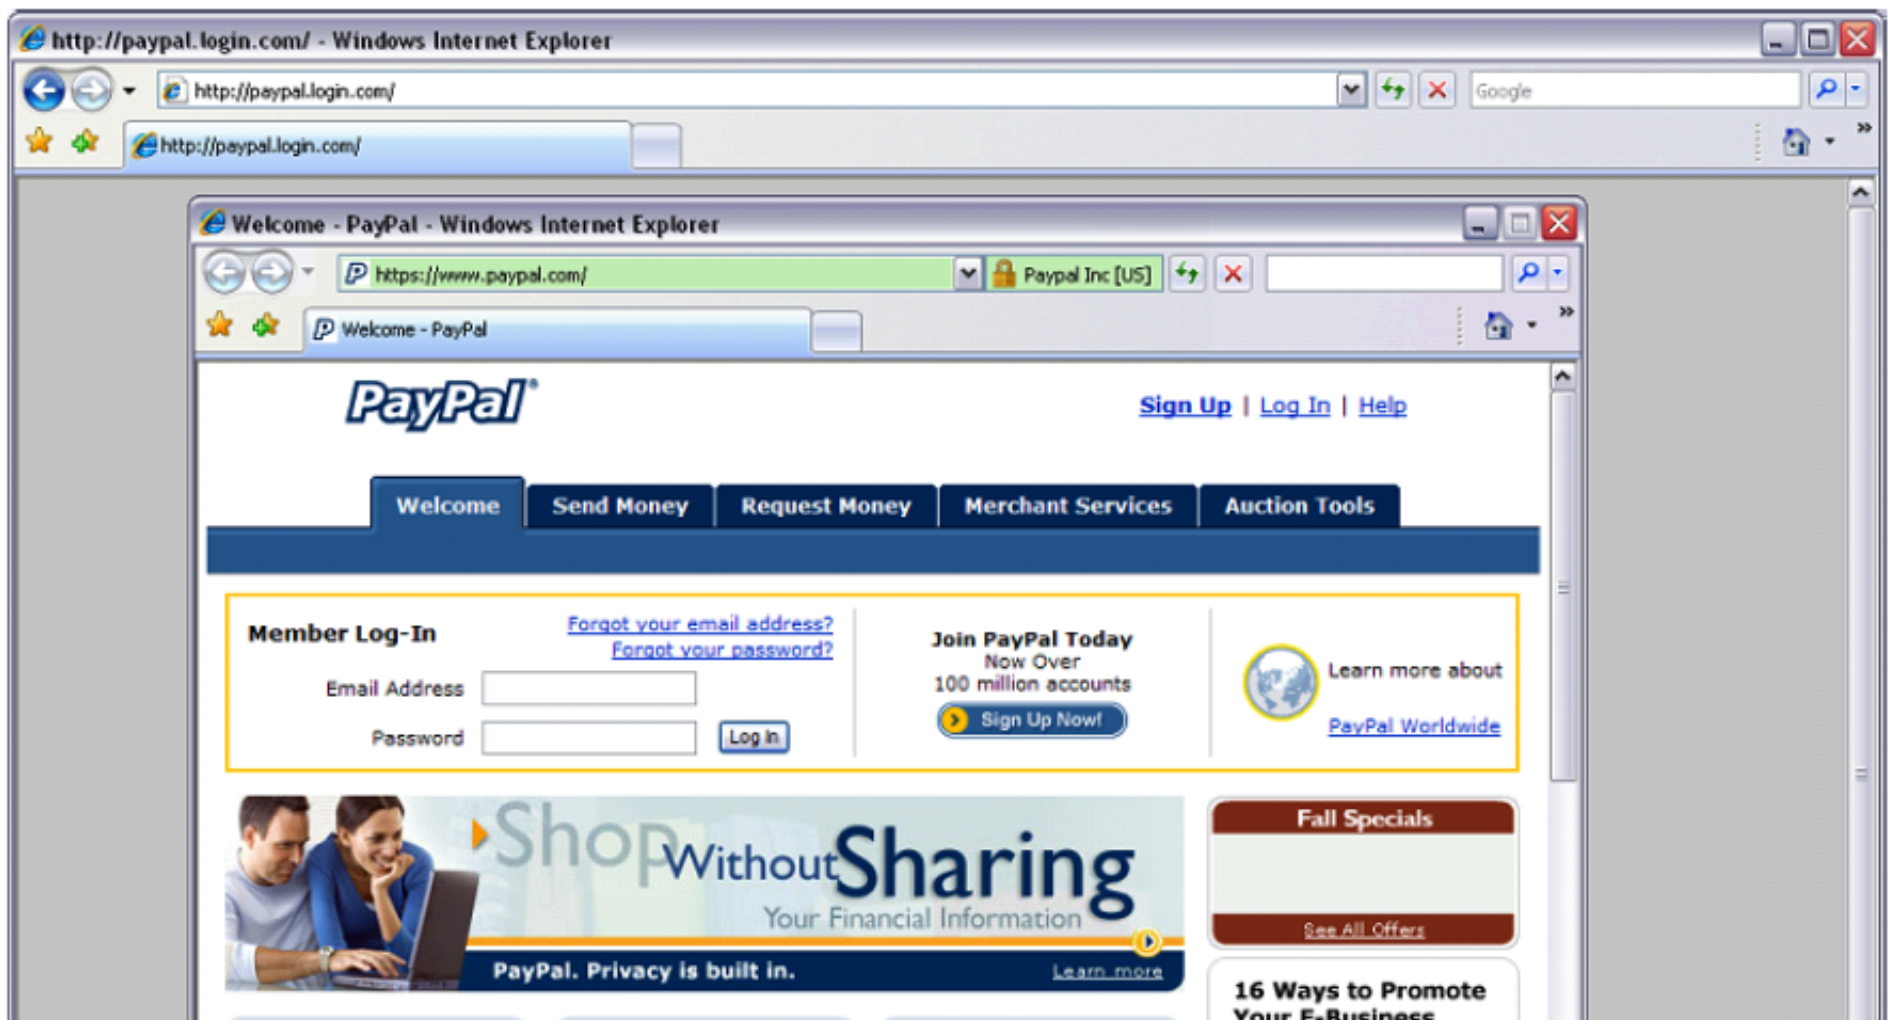 http://paypal.login.com/ - Windows Internet Explorer
http://paypal.login.com/
Google
http://paypal.login.com/
Welcome - PayPal - Windows Internet Explorer
https://www.paypal.com/
Paypal Inc [US]
Welcome - PayPal
PayPal®
Sign Up | Log In | Help
Welcome
Send Money
Request Money
Merchant Services
Auction Tools
Member Log-In
Forgot your email address?
Forgot your password?
Email Address
Password
Log In
Join PayPal Today
Now Over
100 million accounts
Sign Up Now!
Learn more about
PayPal Worldwide
Shop Without Sharing
Your Financial Information
PayPal. Privacy is built in.
Learn more
Fall Specials
See All Offers
16 Ways to Promote
Your E-Business